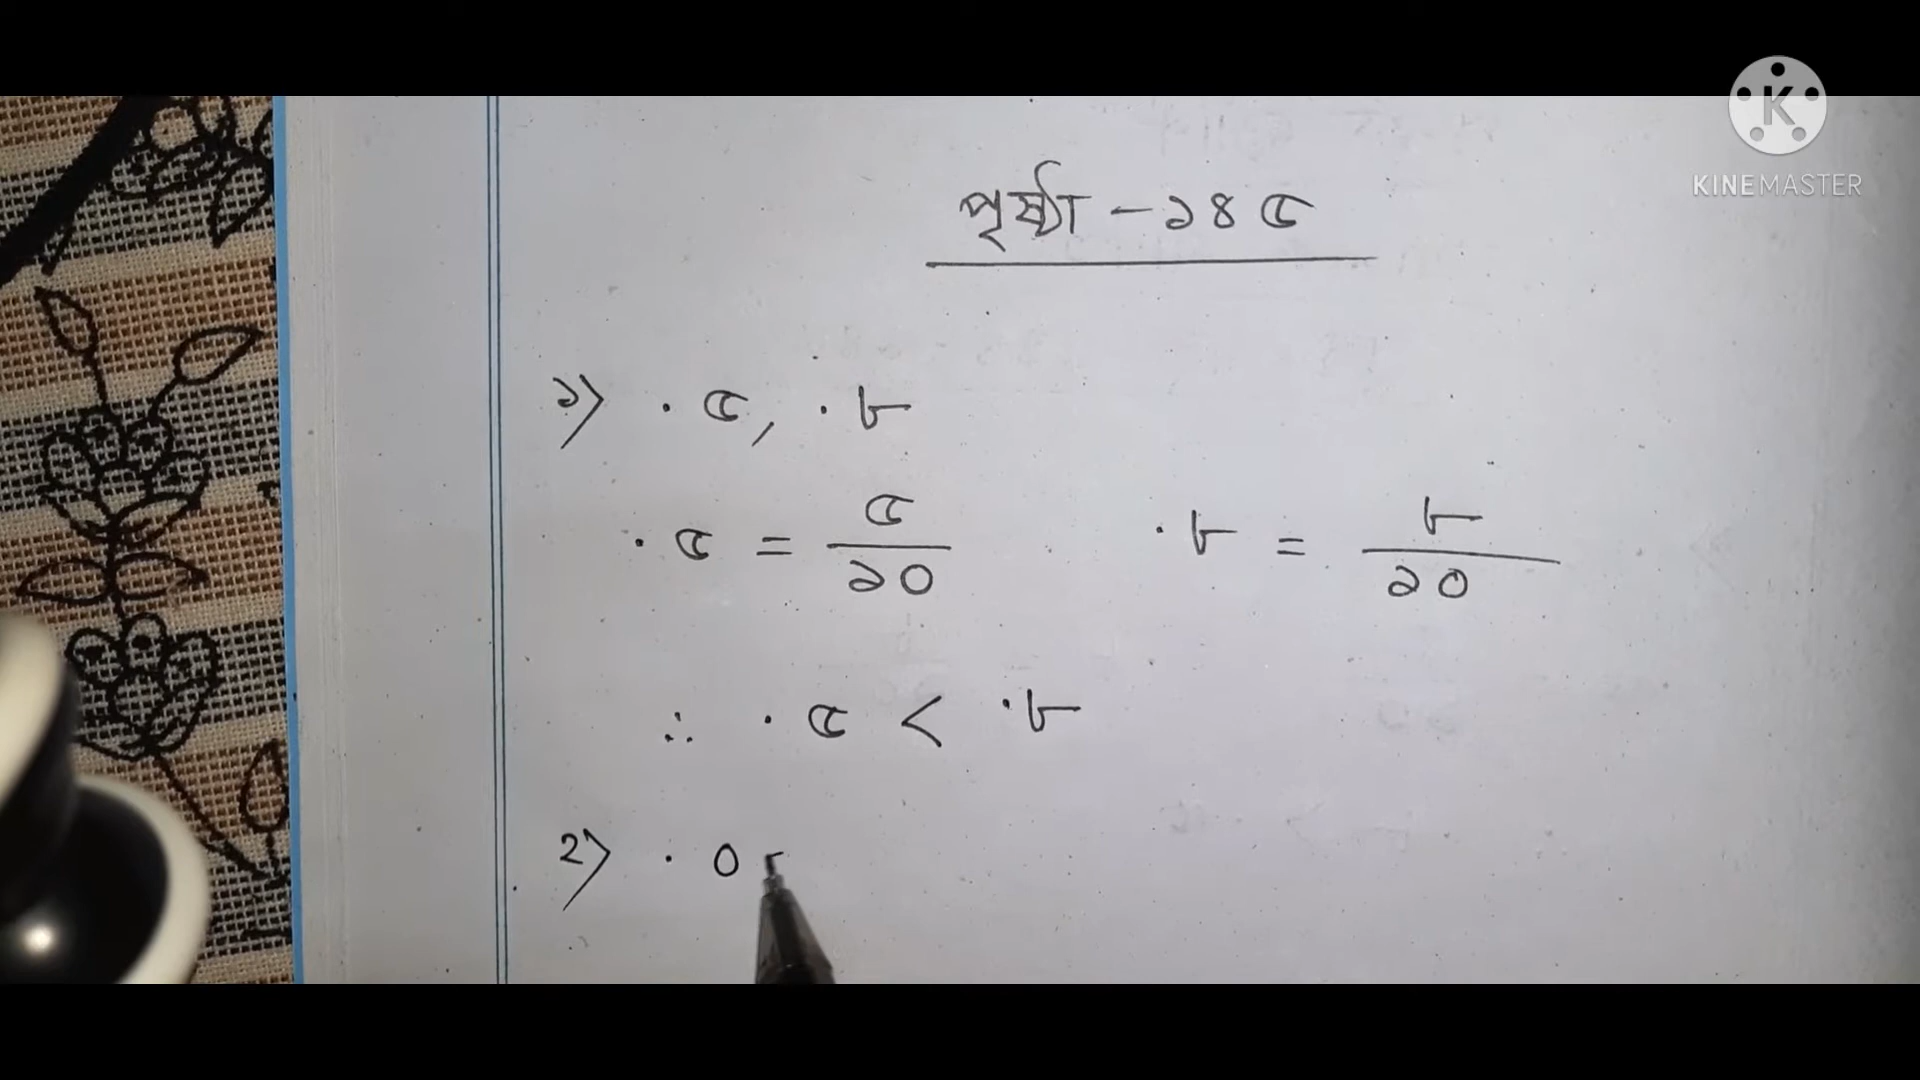 KINEMASTER
পৃষ্ঠা - ১৪৫
১) .৫, .৮
.৫ = ৫/১০ .৮ = ৮/১০
∴ .৫ < .৮
2) .0